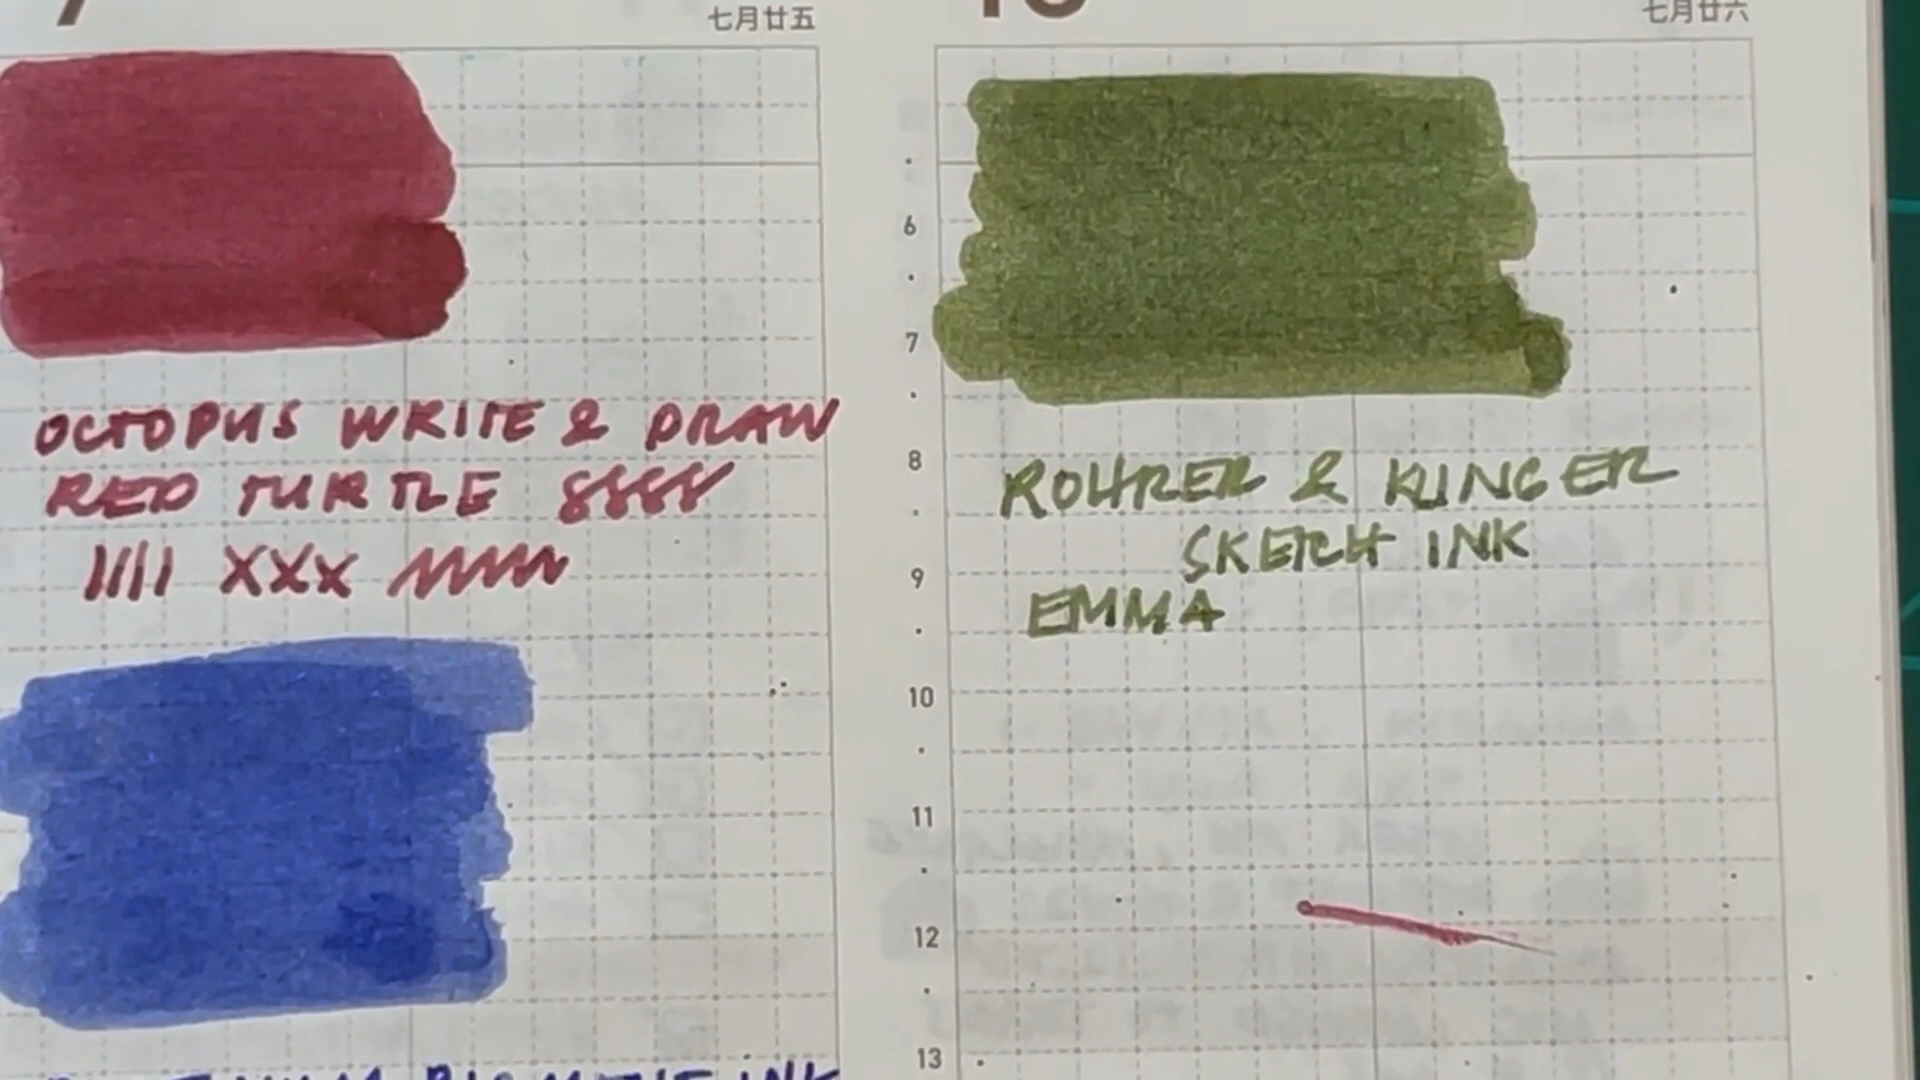 七月廿五
OCTOPUS WRITE & DRAW
RED TURTLE
XXX
七月廿六
6
7
ROHRER & KLINGER
8
SKETCH INK
9
EMMA
10
11
12
13